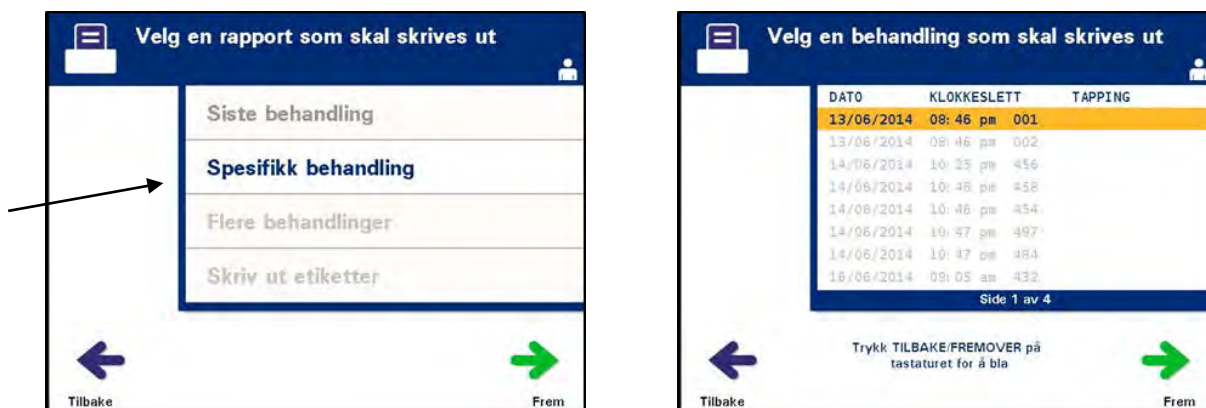 Velg en rapport som skal skrives ut
Siste behandling
Spesifikk behandling
Flere behandlinger
Skriv ut etiketter
Tilbake
Frem
Velg en behandling som skal skrives ut
DATO KLOKKESLETT TAPPING
13/06/2014 08:46 pm 001
13/06/2014 08:46 pm 002
14/06/2014 10:25 pm 456
14/06/2014 10:46 pm 458
14/06/2014 10:46 pm 454
14/06/2014 10:47 pm 497
14/06/2014 10:47 pm 484
16/06/2014 09:05 am 432
Side 1 av 4
Trykk TILBAKE/FREMOVER på
tastaturet for å bla
Tilbake
Frem